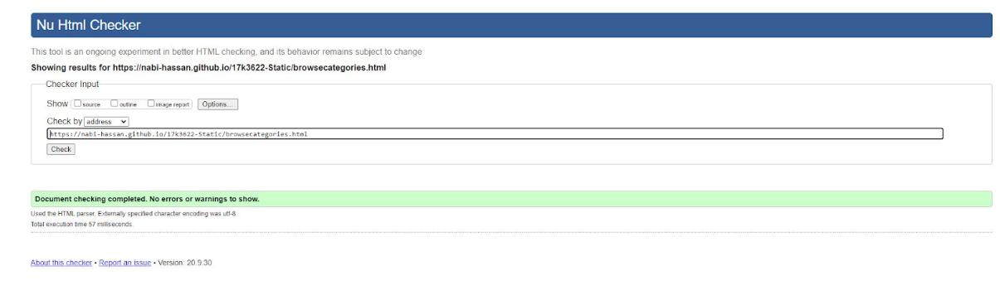 Nu Html Checker
This tool is an ongoing experiment in better HTML checking, and its behavior remains subject to change
Showing results for https://nabi-hassan.github.io/17k3622-Static/browsecategories.html
Checker Input
Show source outline image report Options...
Check by address
https://nabi-hassan.github.io/17k3622-Static/browsecategories.html
Check
Document checking completed. No errors or warnings to show.
Used the HTML parser. Externally specified character encoding was utf-8.
Total execution time 57 milliseconds.
About this checker • Report an issue • Version: 20.9.30